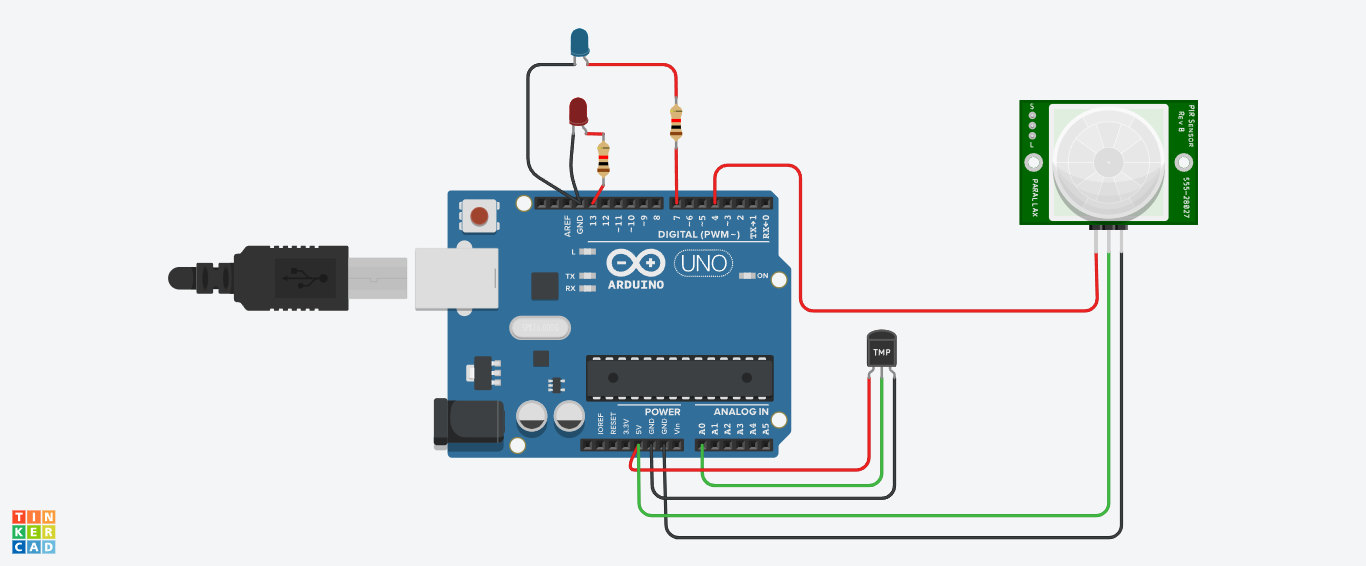 S
L
PIR SENSOR
Rev B
PARALLAX
555-28027
AREF
GND
13
12
~11
~10
~9
8
7
~6
~5
4
~3
2
TX→1
RX←0
DIGITAL (PWM~)
L
TX
RX
ARDUINO
UNO
ON
TMP
POWER
ANALOG IN
IOREF
RESET
3.3V
5V
GND
GND
Vin
A0
A1
A2
A3
A4
A5
TIN
KER
CAD